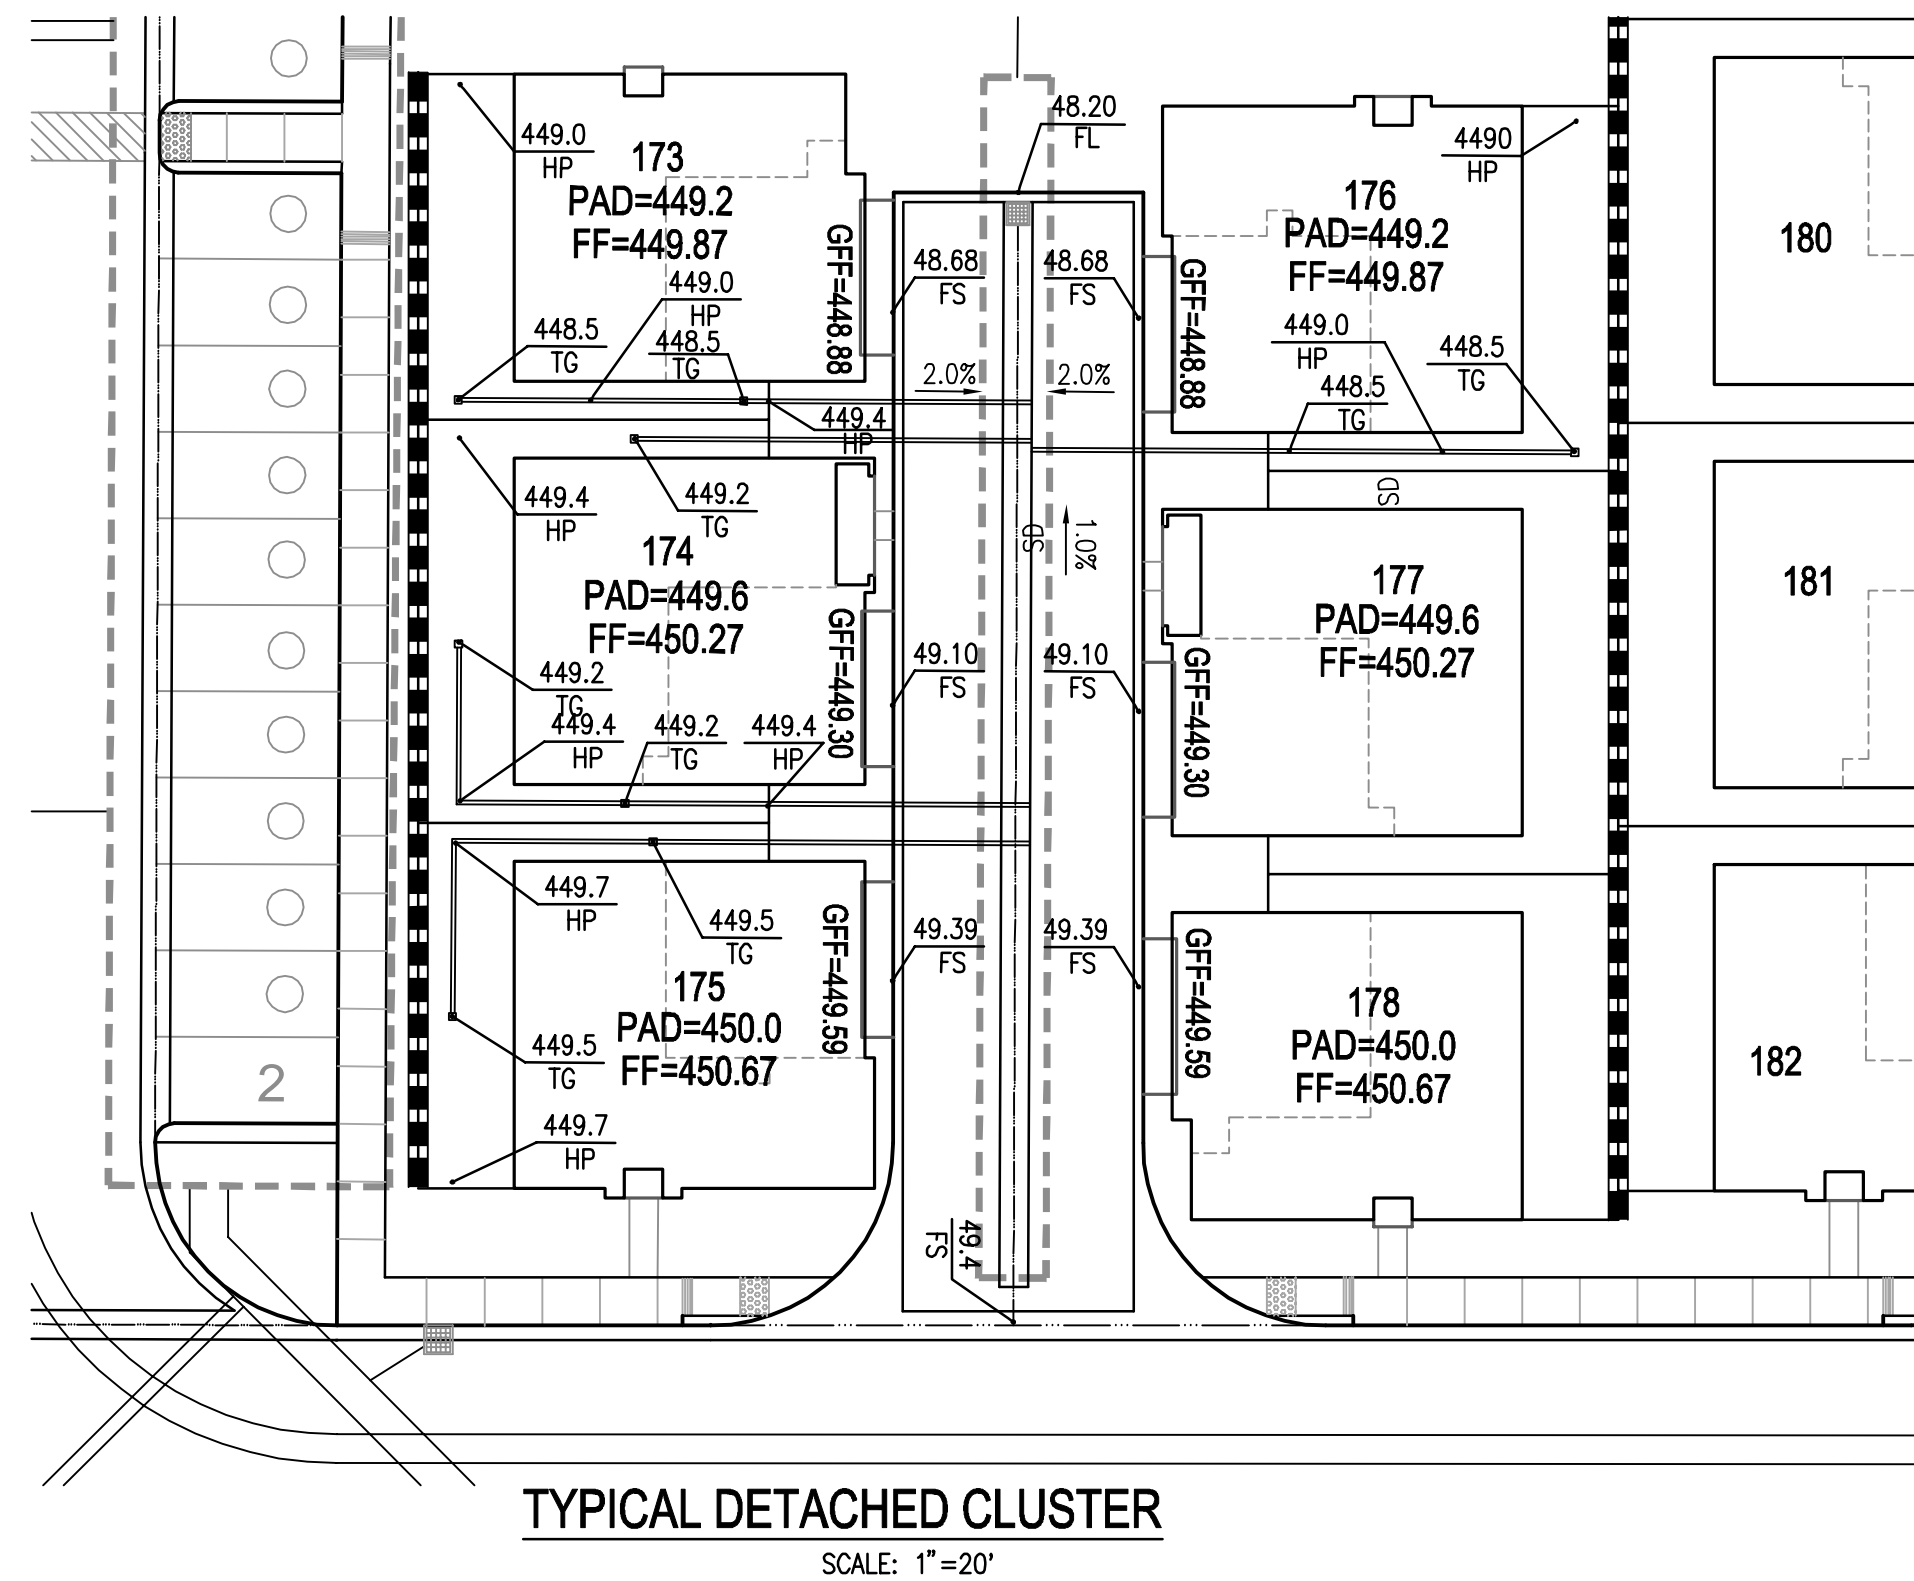 48.20
FL
449.0
HP
173
PAD=449.2
FF=449.87
GFF=448.88
449.0
HP
448.5
TG
448.5
TG
449.4
HP
48.68
FS
48.68
FS
2.0%
2.0%
4490
HP
176
PAD=449.2
FF=449.87
GFF=448.88
449.0
HP
448.5
TG
448.5
TG
180
449.4
HP
449.2
TG
174
PAD=449.6
FF=450.27
GFF=449.30
449.2
TG
449.4
HP
449.2
TG
449.4
HP
SD
1.0%
49.10
FS
49.10
FS
SD
177
PAD=449.6
FF=450.27
GFF=449.30
181
449.7
HP
449.5
TG
175
PAD=450.0
FF=450.67
GFF=449.59
449.5
TG
449.7
HP
49.39
FS
49.39
FS
178
PAD=450.0
FF=450.67
GFF=449.59
182
2
49.4
FS
TYPICAL DETACHED CLUSTER
SCALE: 1"=20'